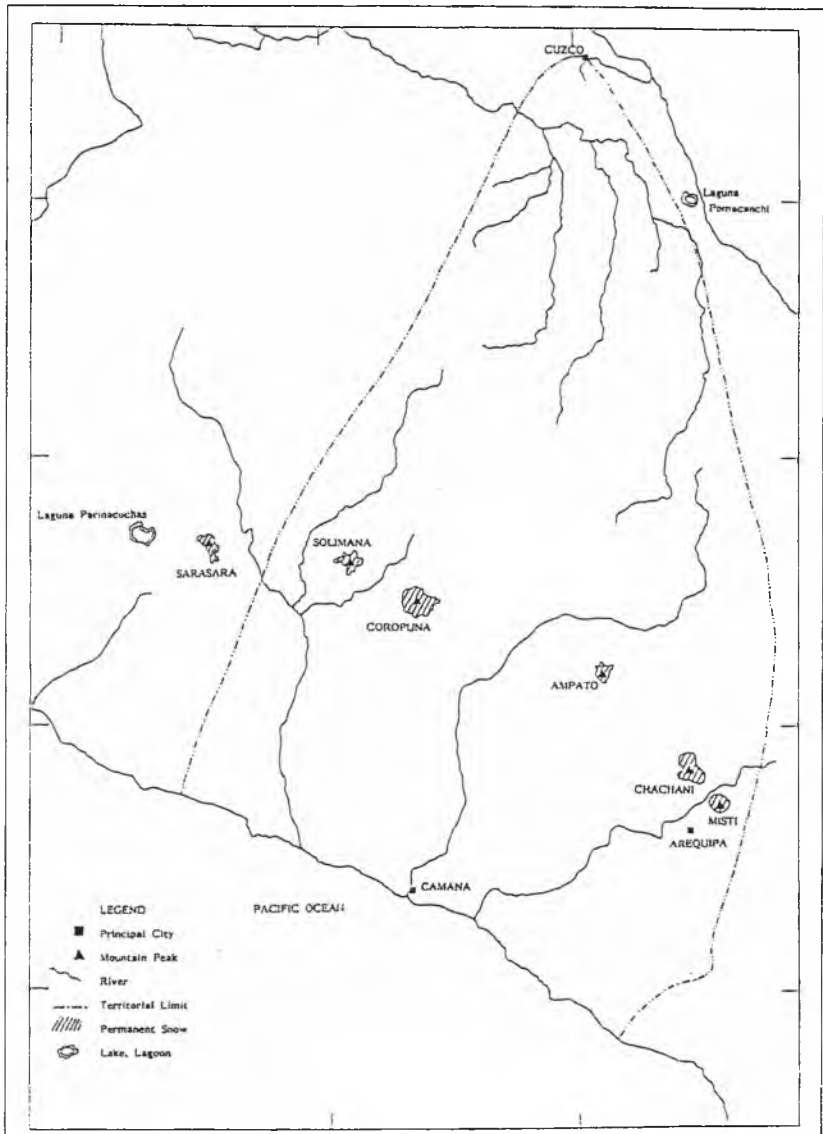 CUZCO
Laguna
Pomacanchi
Laguna Parinacochas
SARASARA
SOLIMANA
COROPUNA
AMPATO
CHACHANI
MISTI
AREQUIPA
CAMANA
PACIFIC OCEAN
LEGEND
Principal City
Mountain Peak
River
Territorial Limit
Permanent Snow
Lake, Lagoon